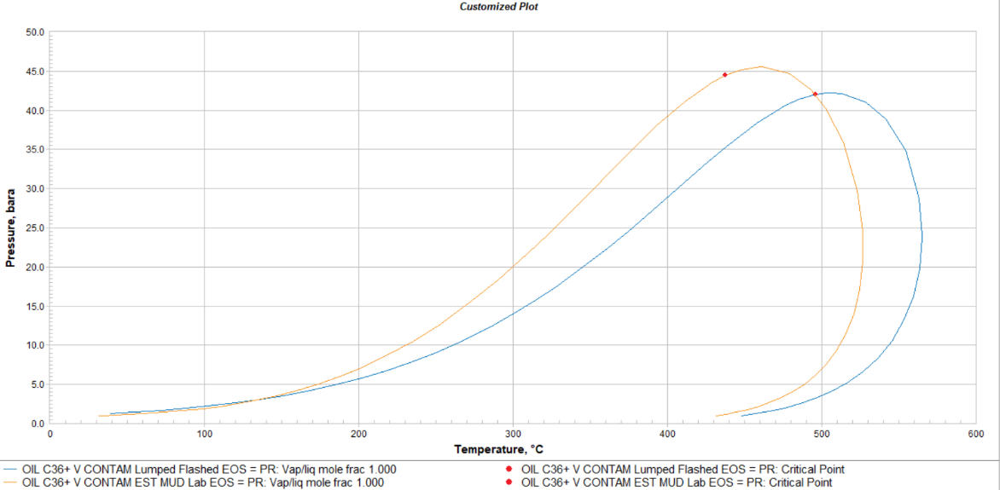 Customized Plot
50.0
45.0
40.0
35.0
30.0
25.0
20.0
15.0
10.0
5.0
0.0
Pressure, bara
0 100 200 300 400 500 600
Temperature, °C
OIL C36+ V CONTAM Lumped Flashed EOS = PR: Vap/liq mole frac 1.000 OIL C36+ V CONTAM Lumped Flashed EOS = PR: Critical Point
OIL C36+ V CONTAM EST MUD Lab EOS = PR: Vap/liq mole frac 1.000 OIL C36+ V CONTAM EST MUD Lab EOS = PR: Critical Point